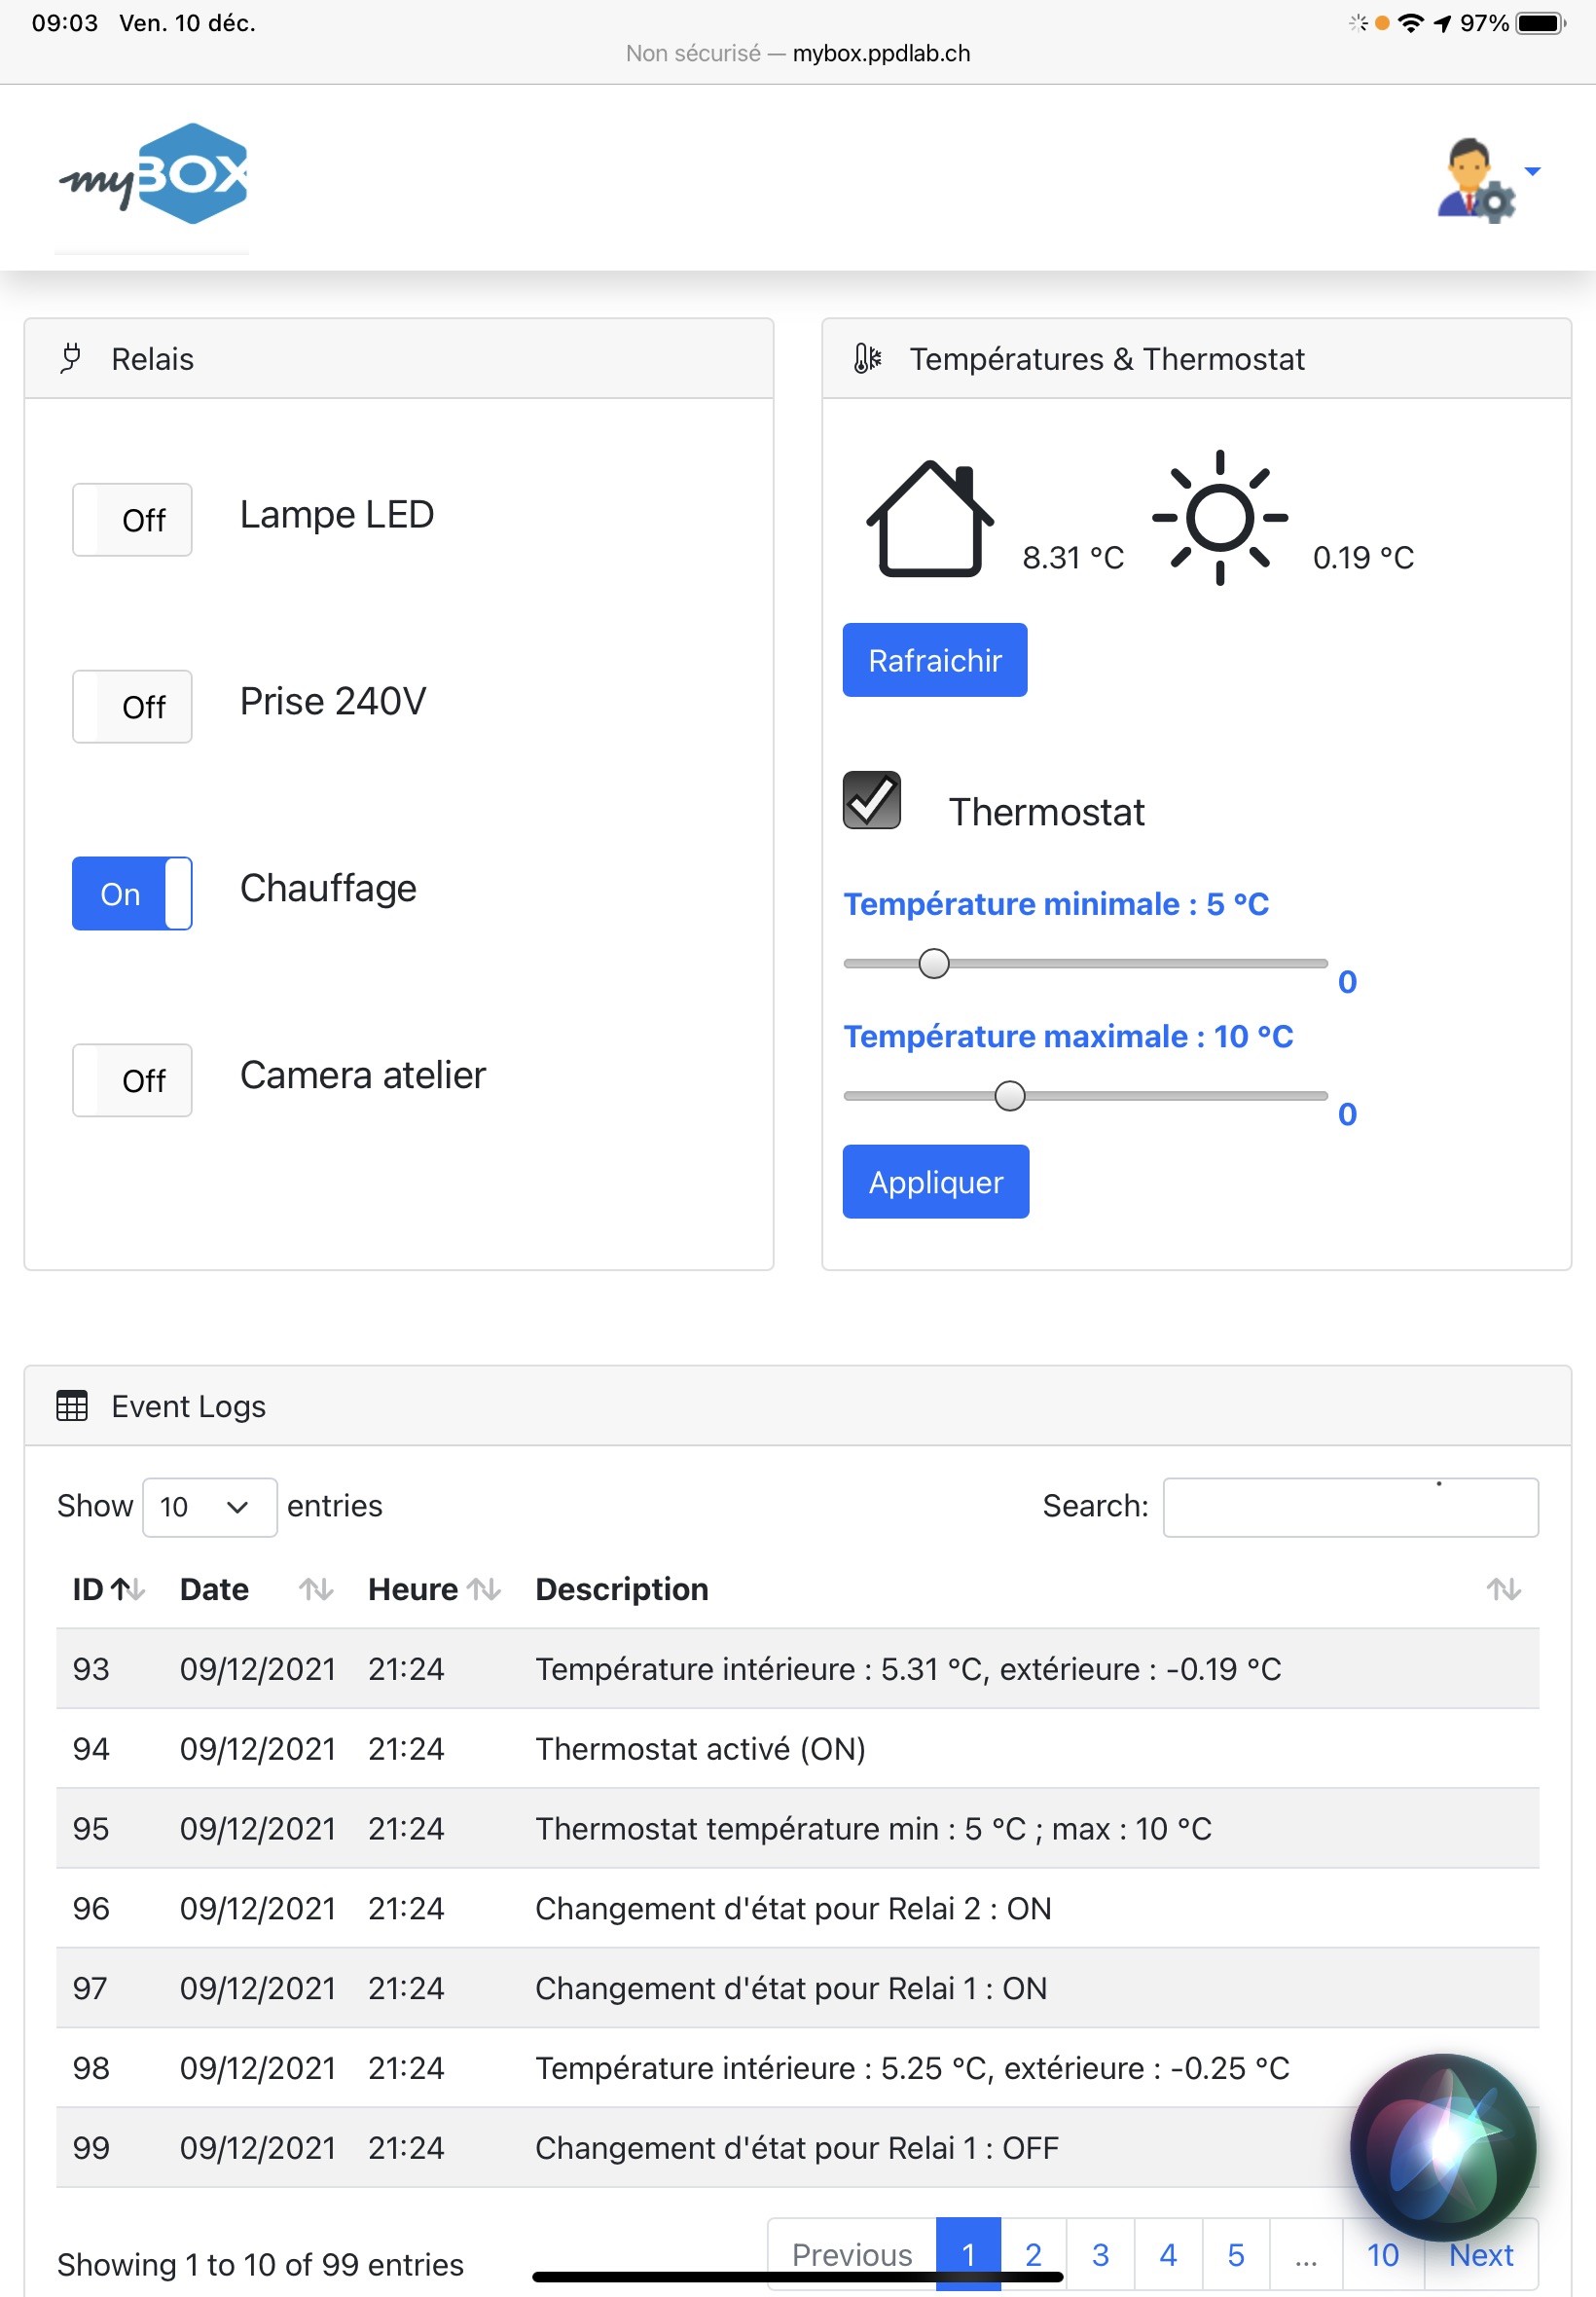 09:03 Ven. 10 déc.
97%
Non sécurisé — mybox.ppdlab.ch
myBOX
Relais
Off Lampe LED
Off Prise 240V
On Chauffage
Off Camera atelier
Températures & Thermostat
8.31 °C 0.19 °C
Rafraichir
Thermostat
Température minimale : 5 °C
0
Température maximale : 10 °C
0
Appliquer
Event Logs
Show 10 entries Search:
ID Date Heure Description
93 09/12/2021 21:24 Température intérieure : 5.31 °C, extérieure : -0.19 °C
94 09/12/2021 21:24 Thermostat activé (ON)
95 09/12/2021 21:24 Thermostat température min : 5 °C ; max : 10 °C
96 09/12/2021 21:24 Changement d'état pour Relai 2 : ON
97 09/12/2021 21:24 Changement d'état pour Relai 1 : ON
98 09/12/2021 21:24 Température intérieure : 5.25 °C, extérieure : -0.25 °C
99 09/12/2021 21:24 Changement d'état pour Relai 1 : OFF
Showing 1 to 10 of 99 entries
Previous 1 2 3 4 5 ... 10 Next